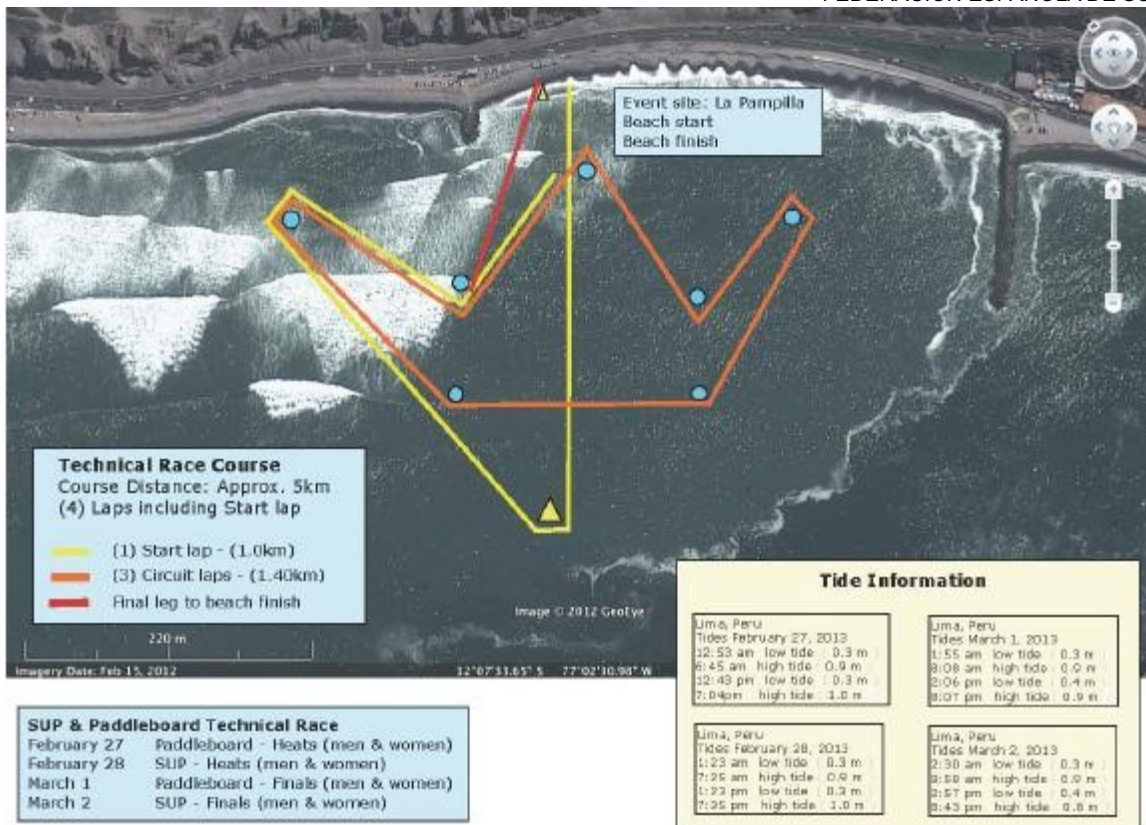 Event site: La Pampilla
Beach start
Beach finish
Technical Race Course
Course Distance: Approx. 5km
(4) Laps including Start lap
(1) Start lap - (1.0km)
(3) Circuit laps - (1.40km)
Final leg to beach finish
220 m
Image © 2012 GeoEye
Imagery Date: Feb 15, 2012
12°07'33.65" S 77°02'30.98" W
Tide Information
Lima, Peru
Tides February 27, 2013
12:53 am low tide ( 0.3 m )
6:45 am high tide 0.9 m
12:43 pm low tide ( 0.3 m )
7:04pm high tide 1.0 m
Lima, Peru
Tides March 1, 2013
1:55 am low tide ( 0.3 m )
8:08 am high tide 0.9 m
2:06 pm low tide ( 0.4 m )
8:07 pm high tide 0.9 m
Lima, Peru
Tides February 28, 2013
1:23 am low tide ( 0.3 m )
7:25 am high tide 0.9 m
1:23 pm low tide ( 0.3 m )
7:35 pm high tide 1.0 m
Lima, Peru
Tides March 2, 2013
2:30 am low tide ( 0.3 m )
high tide 0.9 m
2:57 pm low tide ( 0.4 m )
8:43 pm high tide 0.8 m
SUP & Paddleboard Technical Race
February 27 Paddleboard - Heats (men & women)
February 28 SUP - Heats (men & women)
March 1 Paddleboard - Finals (men & women)
March 2 SUP - Finals (men & women)